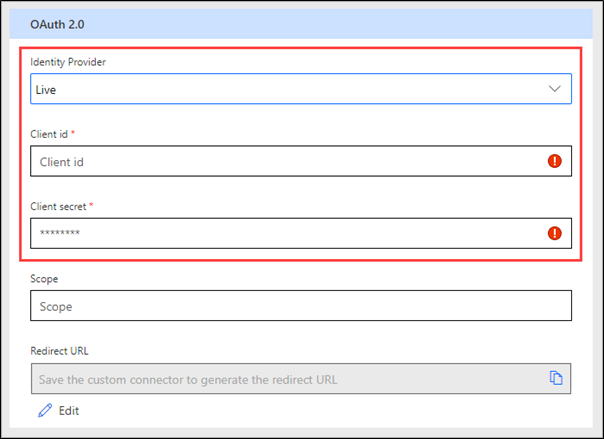 OAuth 2.0
Identity Provider
Live
Client id *
Client id
Client secret *
********
Scope
Scope
Redirect URL
Save the custom connector to generate the redirect URL
Edit